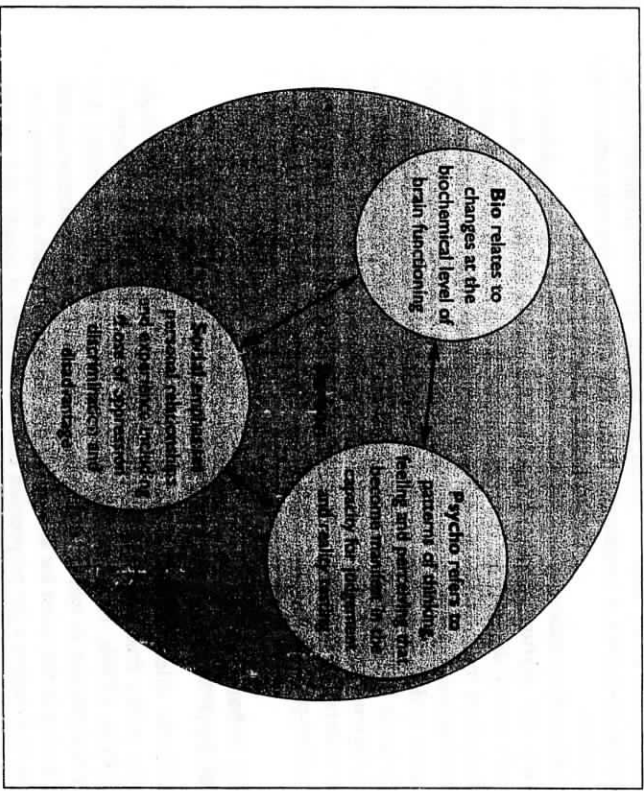 Bio relates to
changes at the
biochemical level of
brain functioning
Psycho refers to
patterns of thinking,
feeling and perceiving that
become manifest in the
capacity for judgement
and reality testing
Social emphasises
personal relationships
and experience, including
those of oppression,
discrimination and
disadvantage